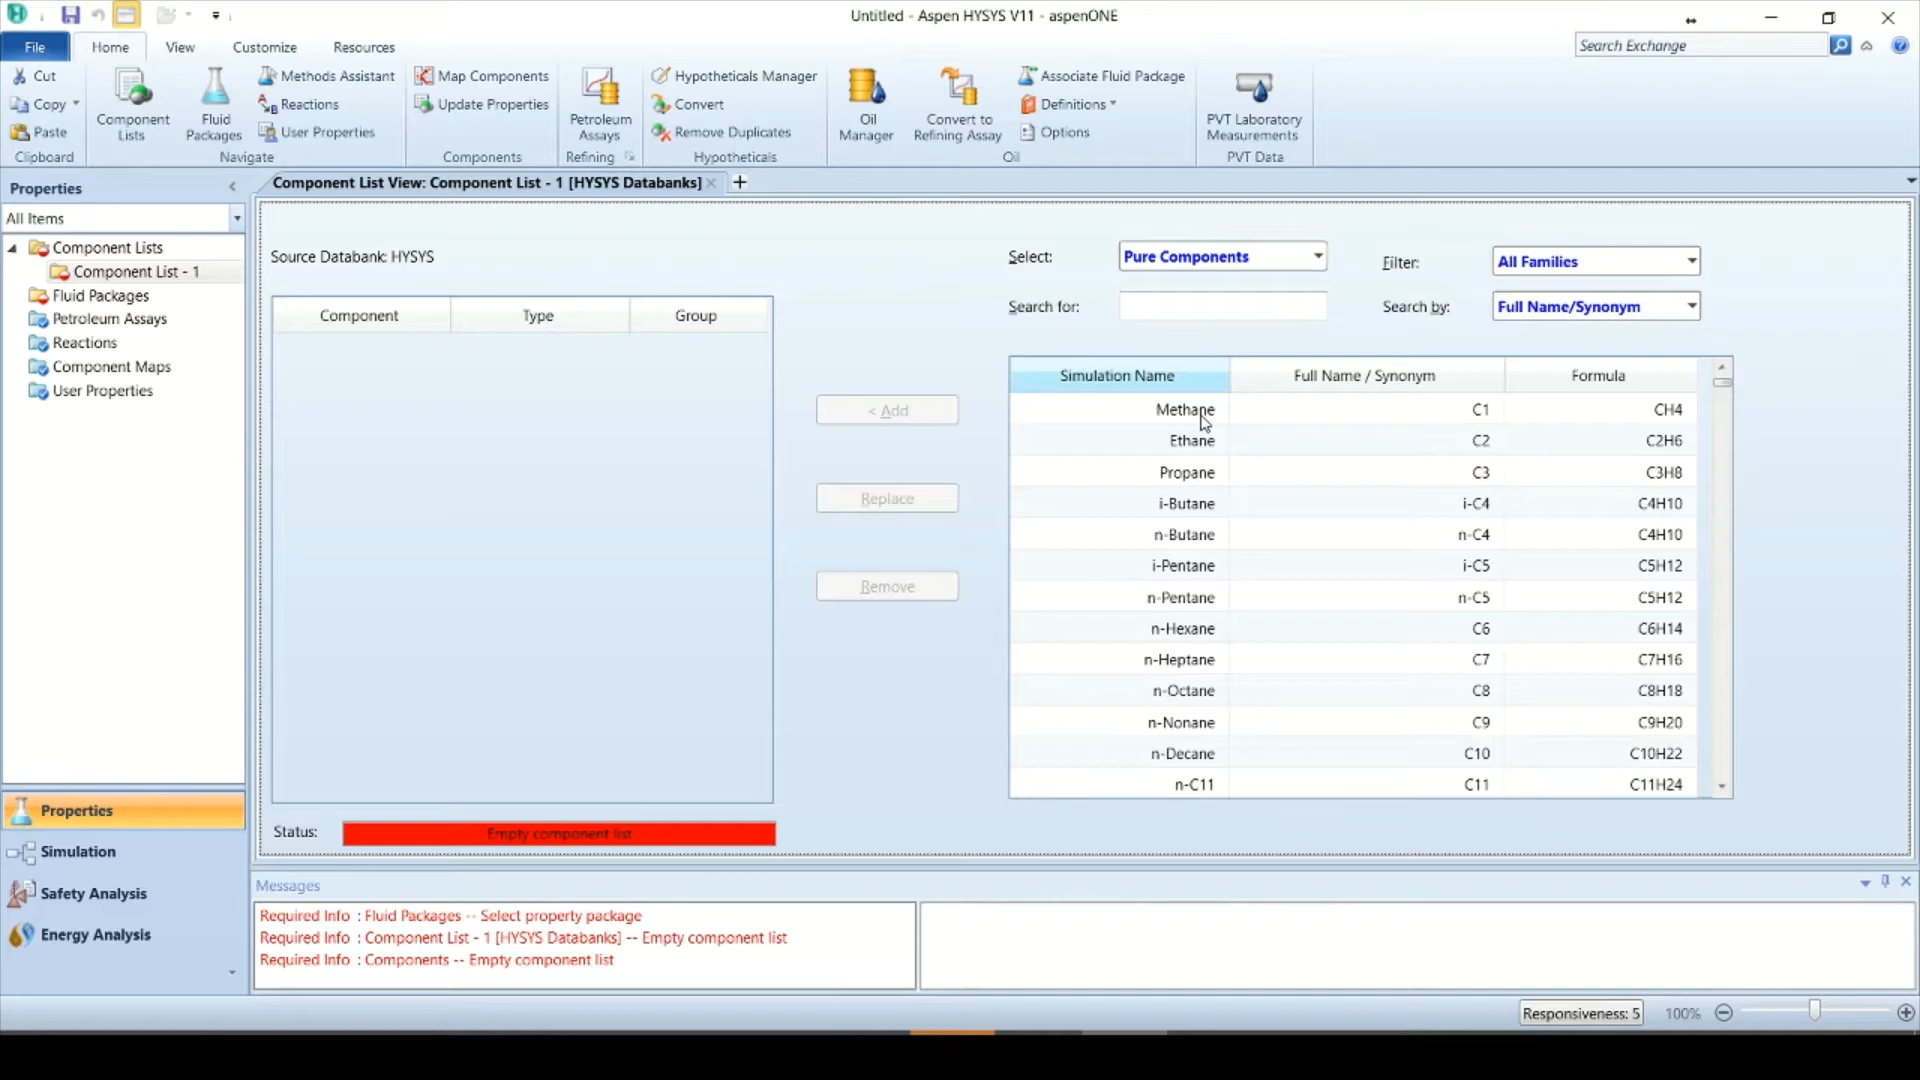 Untitled - Aspen HYSYS V11 - aspenONE
File Home View Customize Resources
Search Exchange
Cut
Copy
Paste
Clipboard
Component Lists
Fluid Packages
Methods Assistant
Reactions
User Properties
Navigate
Map Components
Update Properties
Components
Petroleum Assays
Refining
Hypotheticals Manager
Convert
Remove Duplicates
Hypotheticals
Oil Manager
Convert to Refining Assay
Associate Fluid Package
Definitions
Options
Oil
PVT Laboratory Measurements
PVT Data
Properties
All Items
Component Lists
Component List - 1
Fluid Packages
Petroleum Assays
Reactions
Component Maps
User Properties
Properties
Simulation
Safety Analysis
Energy Analysis
Component List View: Component List - 1 [HYSYS Databanks]
Source Databank: HYSYS
Component Type Group
< Add
Replace
Remove
Select: Pure Components
Filter: All Families
Search for:
Search by: Full Name/Synonym
Simulation Name Full Name / Synonym Formula
Methane C1 CH4
Ethane C2 C2H6
Propane C3 C3H8
i-Butane i-C4 C4H10
n-Butane n-C4 C4H10
i-Pentane i-C5 C5H12
n-Pentane n-C5 C5H12
n-Hexane C6 C6H14
n-Heptane C7 C7H16
n-Octane C8 C8H18
n-Nonane C9 C9H20
n-Decane C10 C10H22
n-C11 C11 C11H24
Status: Empty component list
Messages
Required Info : Fluid Packages -- Select property package
Required Info : Component List - 1 [HYSYS Databanks] -- Empty component list
Required Info : Components -- Empty component list
Responsiveness: 5 100%